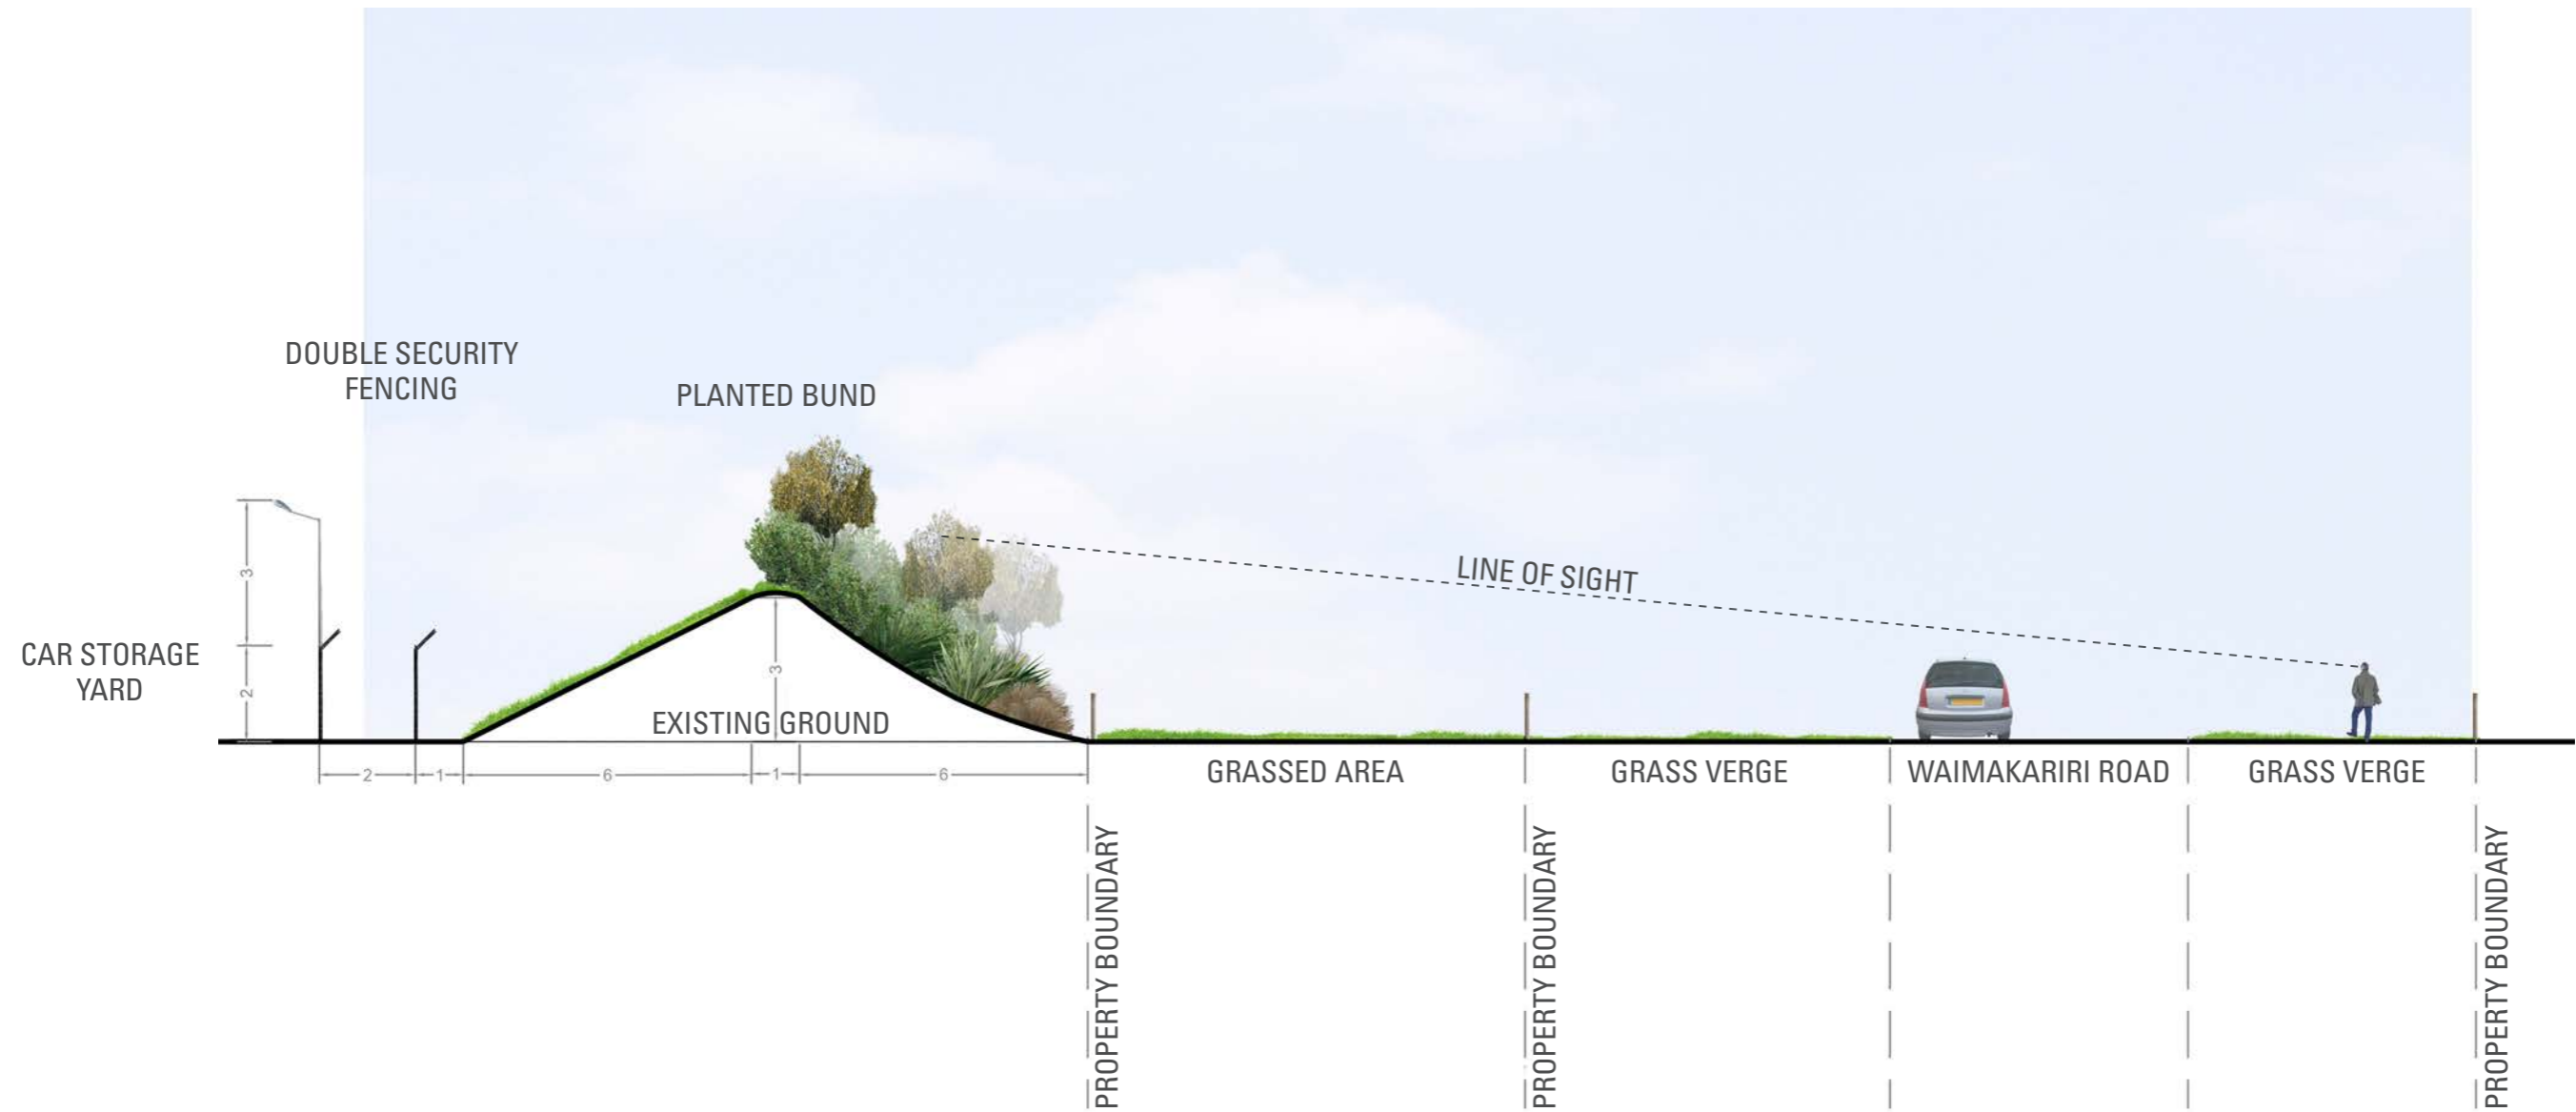 DOUBLE SECURITY
FENCING
PLANTED BUND
3
LINE OF SIGHT
CAR STORAGE
YARD
2
3
EXISTING GROUND
2
1
6
1
6
GRASSED AREA
GRASS VERGE
WAIMAKARIRI ROAD
GRASS VERGE
PROPERTY BOUNDARY
PROPERTY BOUNDARY
PROPERTY BOUNDARY